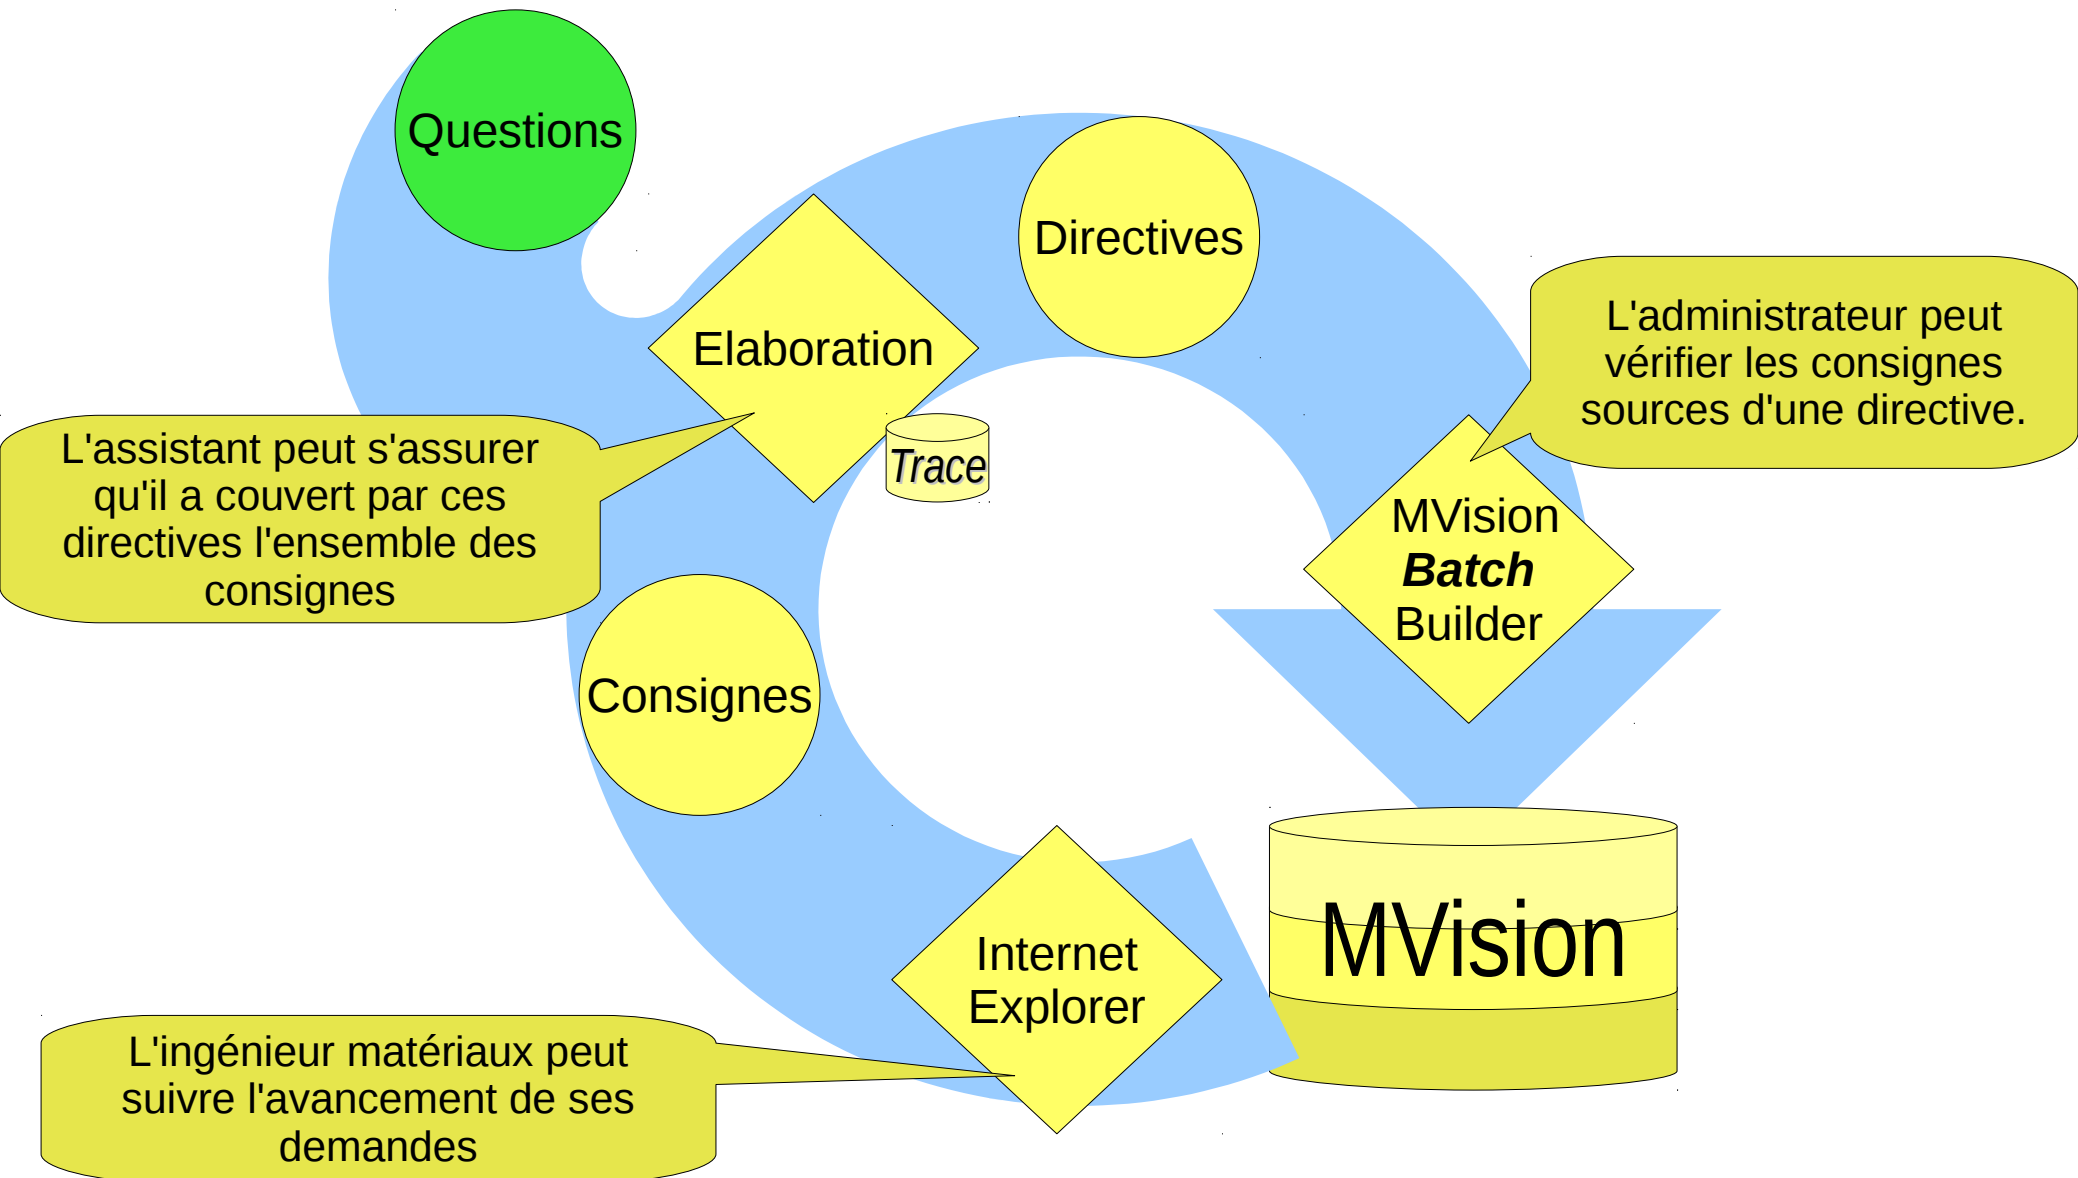 Questions
Directives
Elaboration
L'administrateur peut
vérifier les consignes
sources d'une directive.
L'assistant peut s'assurer
qu'il a couvert par ces
directives l'ensemble des
consignes
Trace
MVision
Batch
Builder
Consignes
MVision
Internet
Explorer
L'ingénieur matériaux peut
suivre l'avancement de ses
demandes